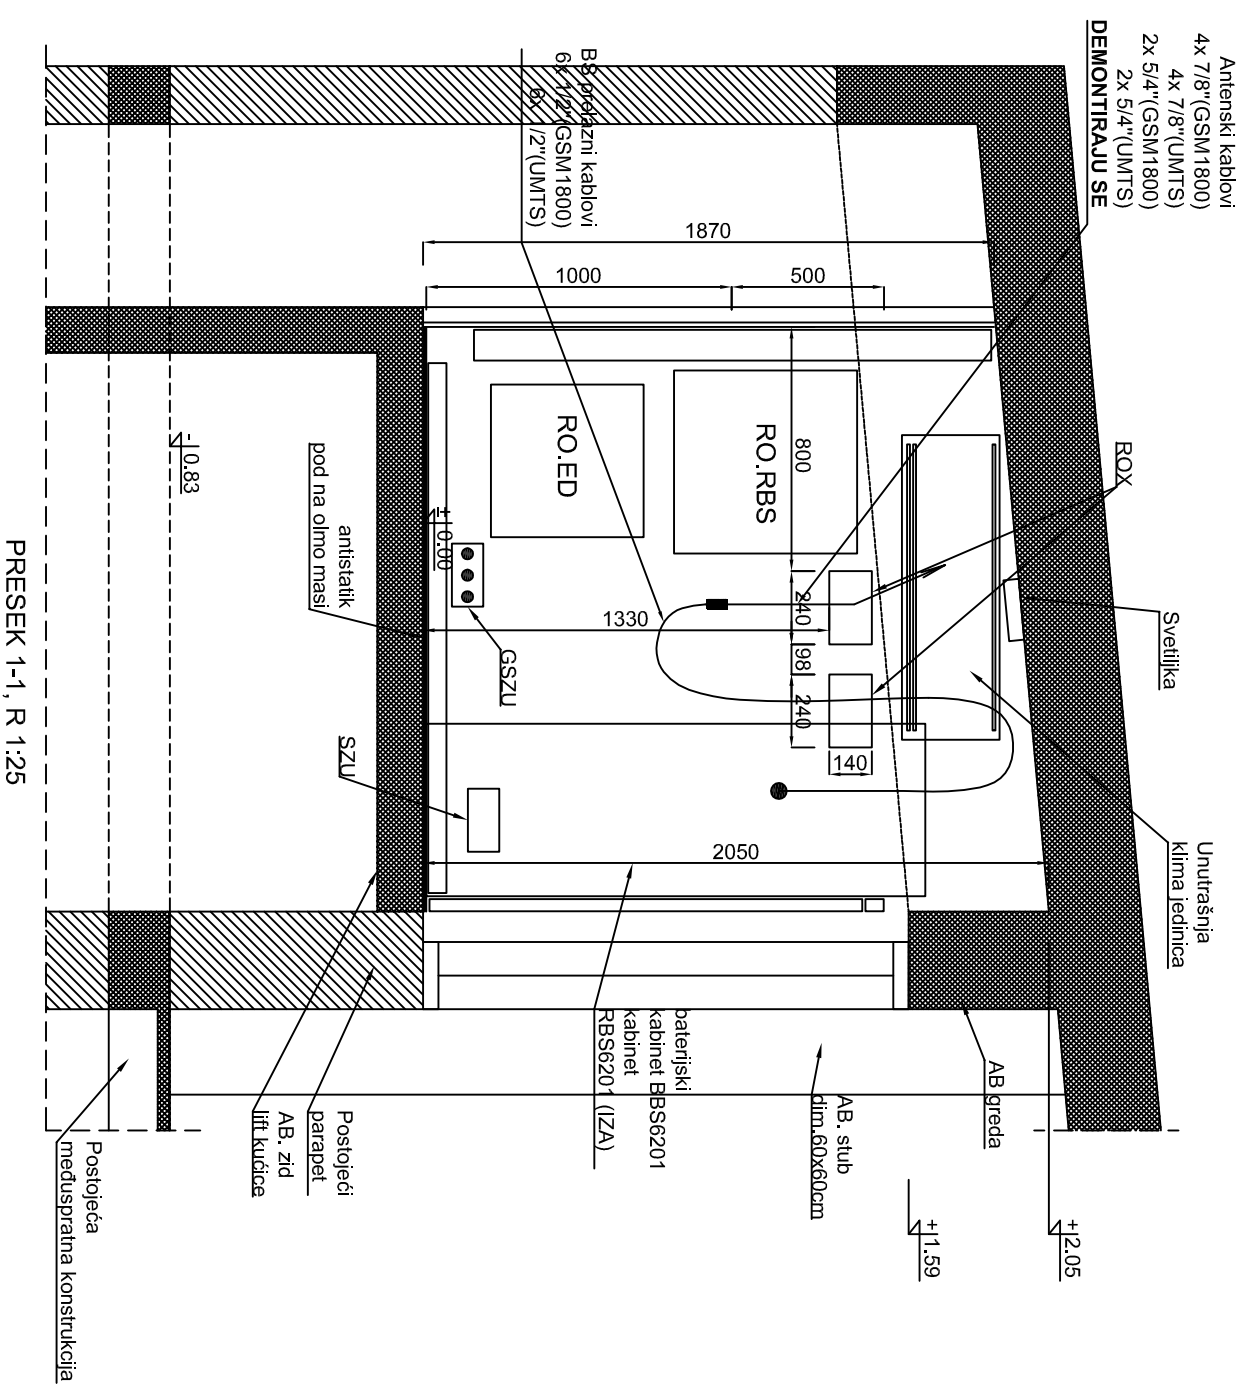 Antenski kablovi
4x 7/8"(GSM1800)
4x 7/8"(UMTS)
2x 5/4"(GSM1800)
2x 5/4"(UMTS)
DEMONTIRAJU SE
ROX
Svetiljka
Unutrašnja
klima jedinica
+2.05
+1.59
BS prelazni kablovi
6x 1/2"(GSM1800)
6x 1/2"(UMTS)
1870
1000
500
800
240
98
240
140
1330
2050
RO.RBS
RO.ED
GSZU
SZU
±0.00
-0.83
antistatik
pod na olmo masi
AB greda
AB. stub
dim.60x60cm
baterijski
kabinet BBS6201
kabinet
RBS6201 (IZA)
Postojeći
parapet
AB. zid
lift kućice
Postojeća
međuspratna konstrukcija
PRESEK 1-1, R 1:25